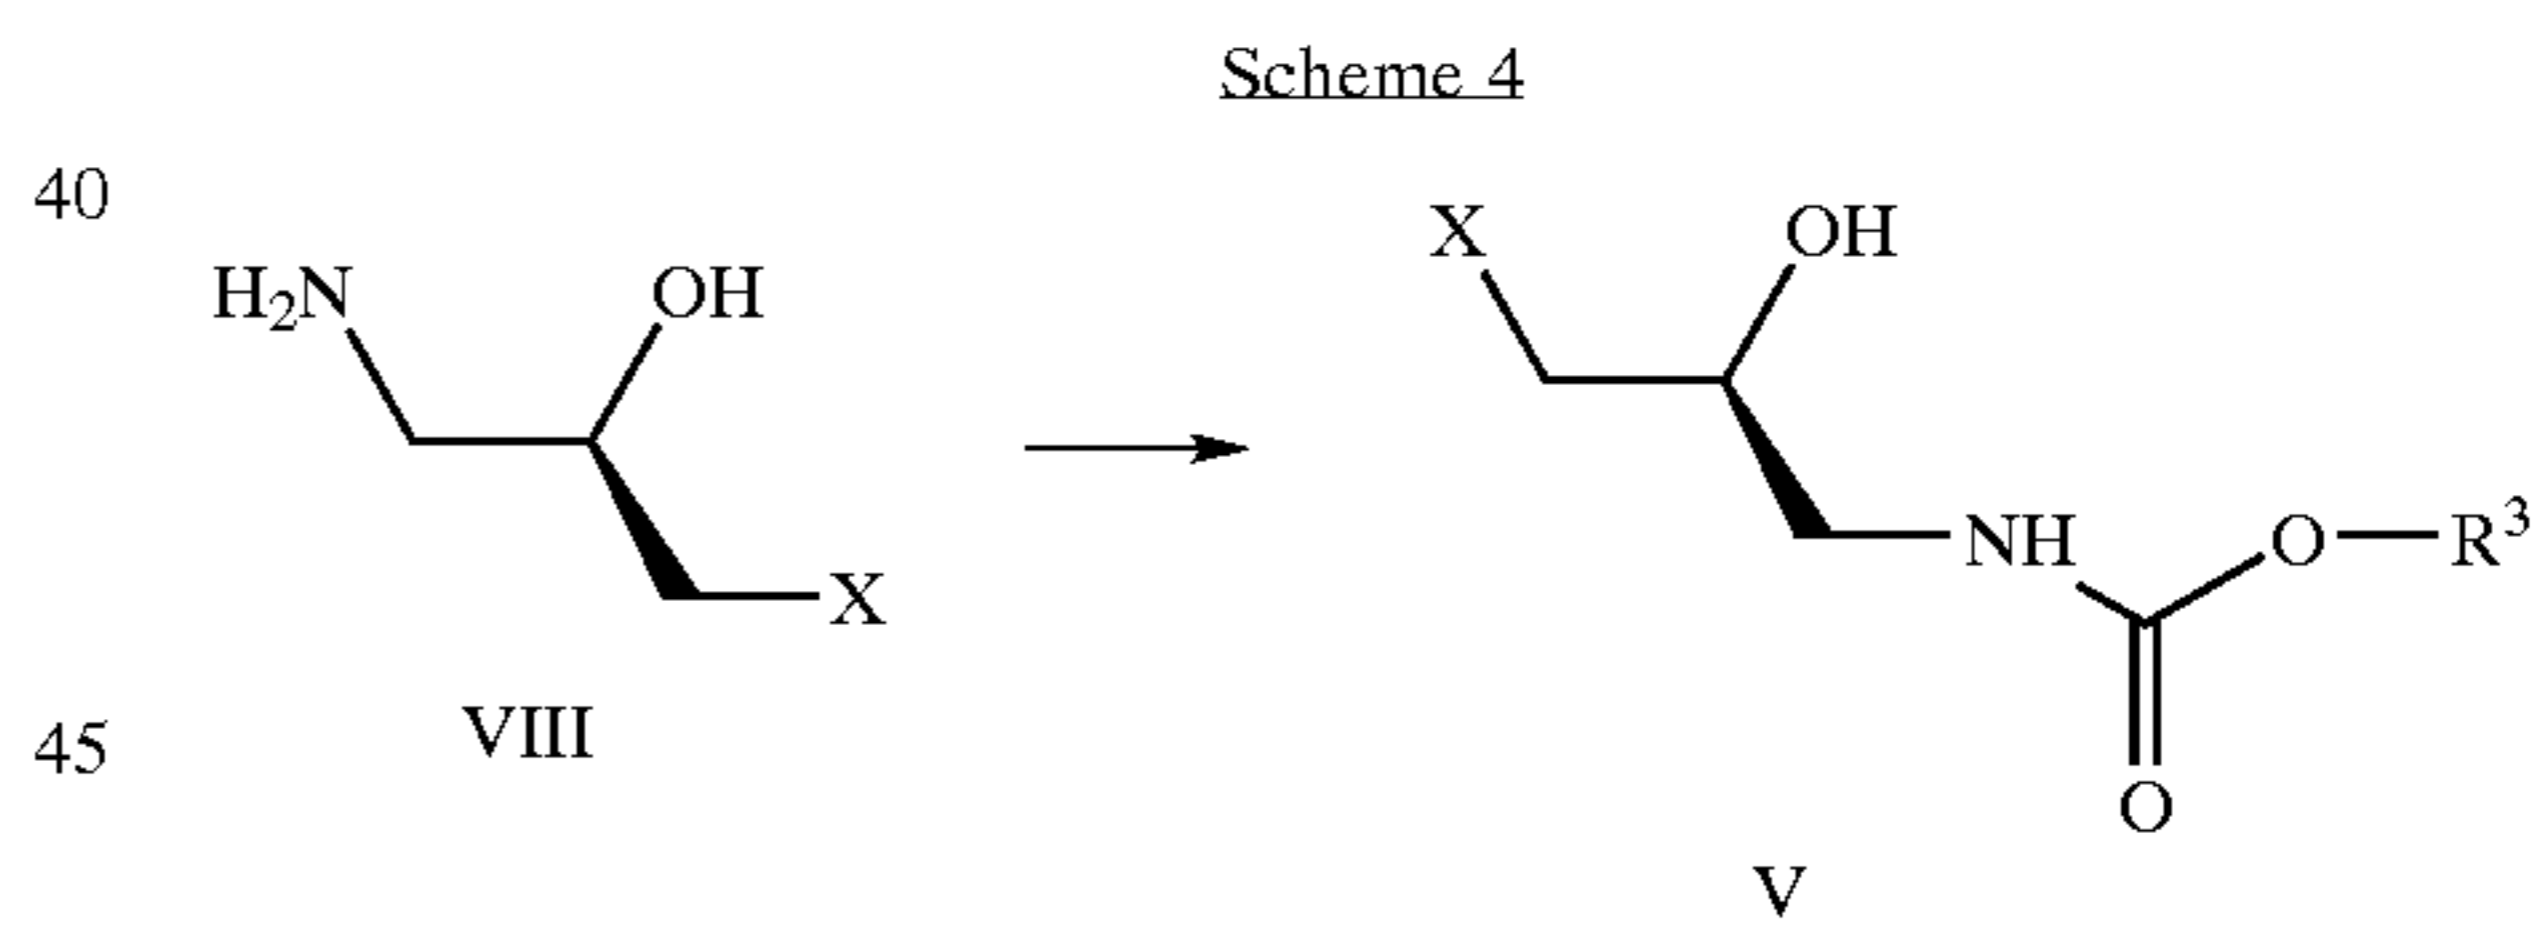 Scheme 4
40
X OH
H₂N OH
NH O R³
X
VIII
45
O
V